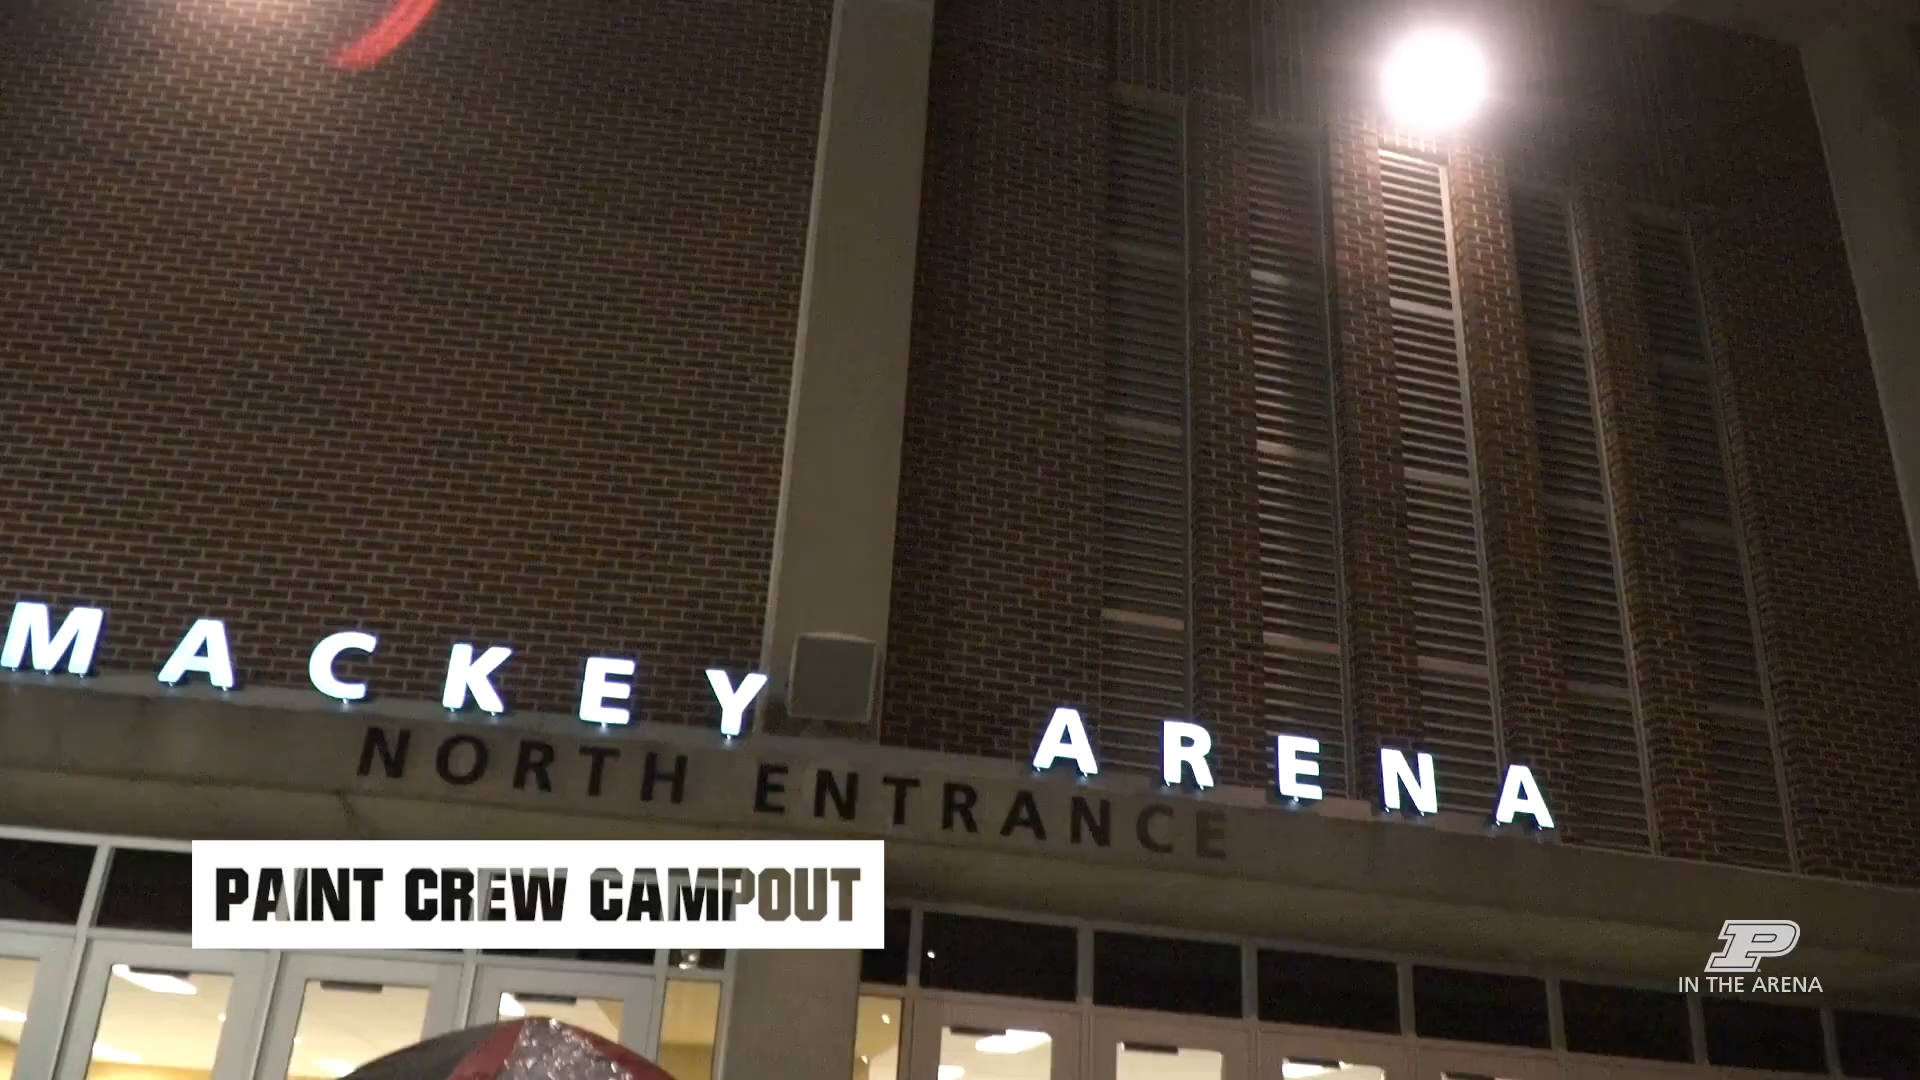 MACKEY ARENA
NORTH ENTRANCE
PAINT CREW CAMPOUT
P
IN THE ARENA